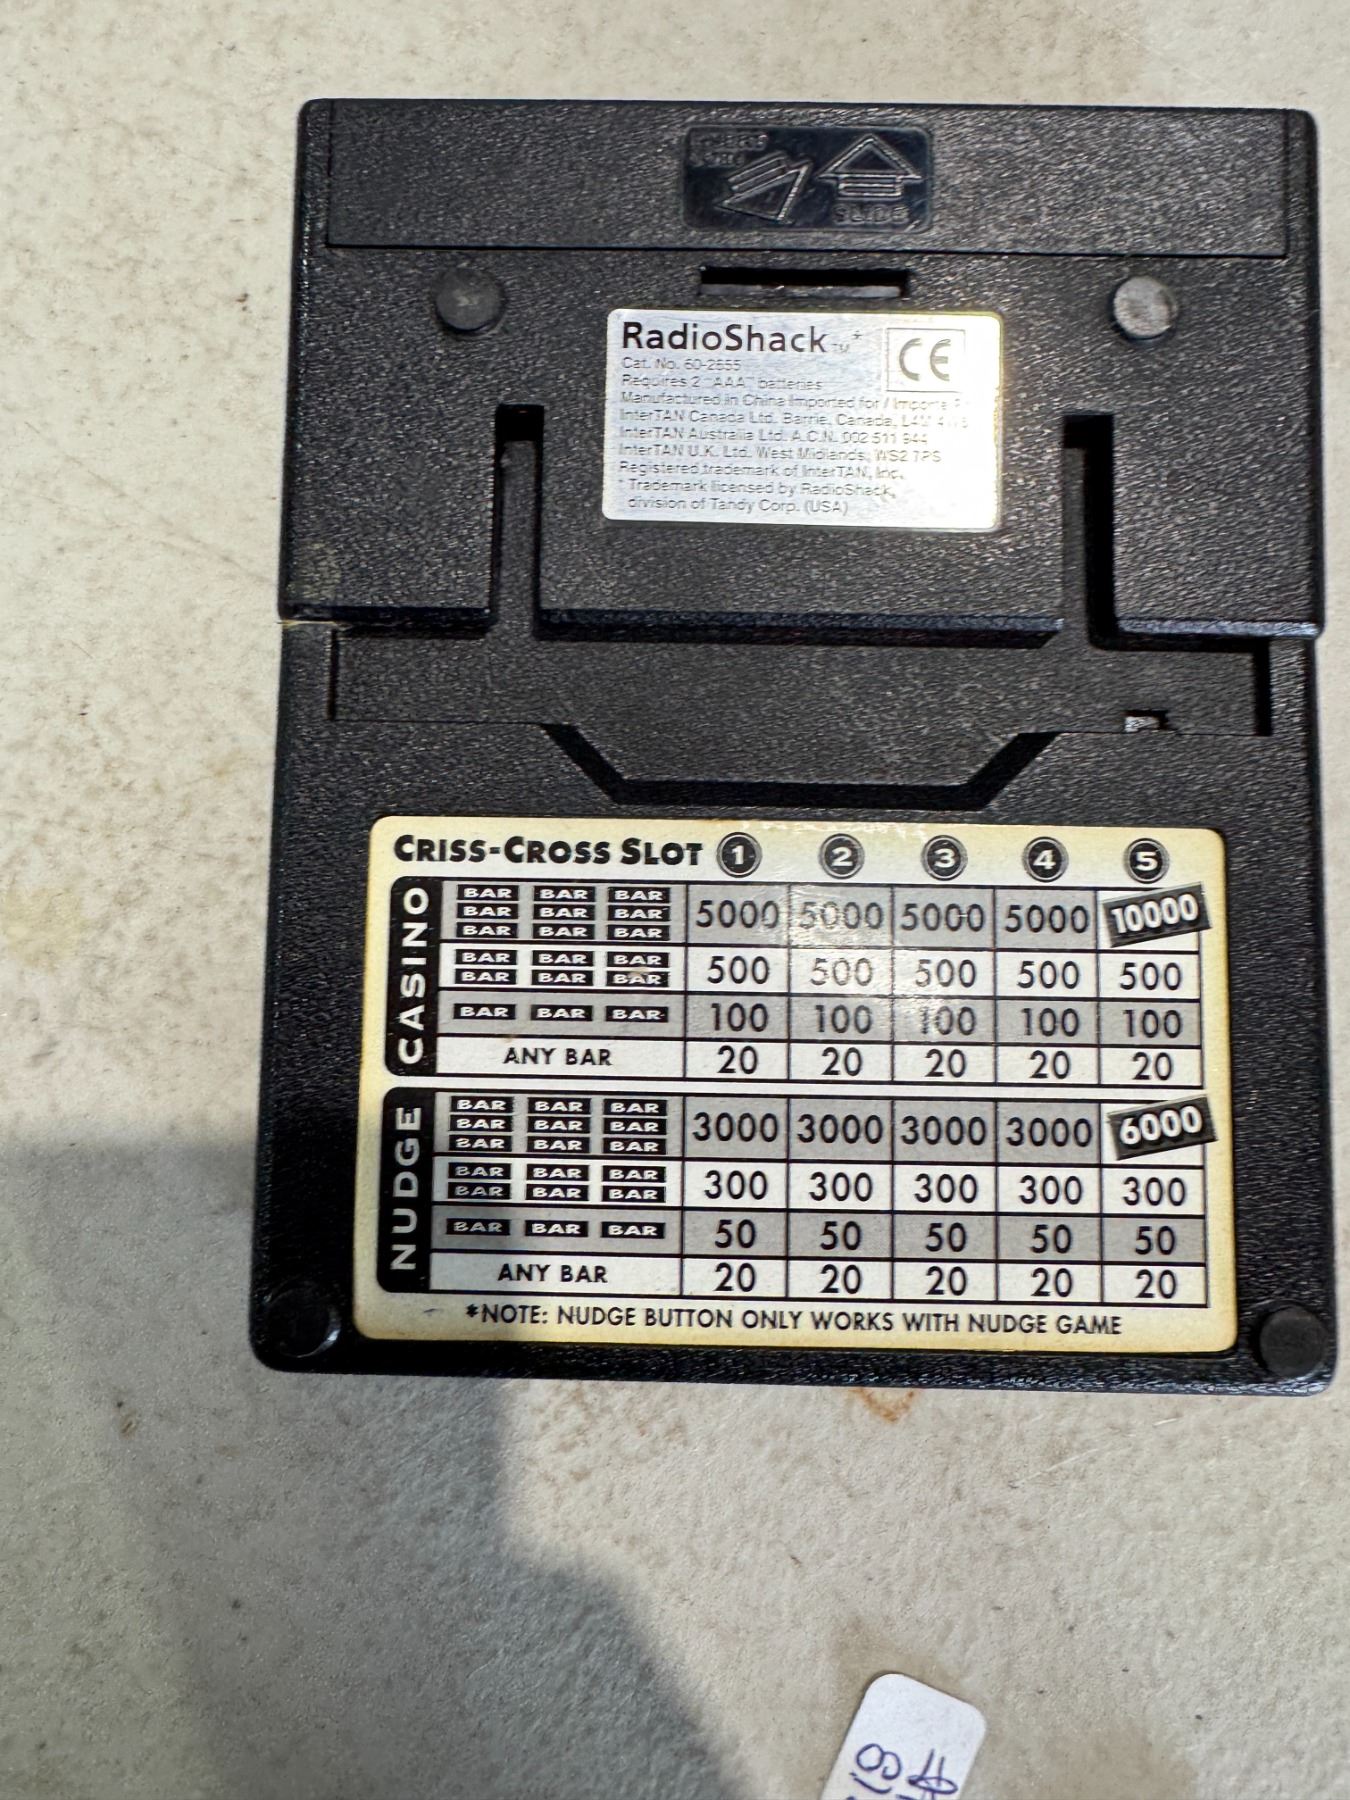 SLIDE
RadioShack™*
CE
Cat. No. 60-2655
Requires 2 "AAA" batteries
Manufactured in China Imported for /
InterTAN Canada Ltd. Barrie, Canada,
InterTAN Australia Ltd. A.C.N. 002 511 944
InterTAN U.K. Ltd. West Midlands, WS2 7PS
Registered trademark of InterTAN, Inc.
* Trademark licensed by RadioShack,
division of Tandy Corp. (USA)
CRISS-CROSS SLOT 1 2 3 4 5
CASINO
BAR BAR BAR
BAR BAR BAR
BAR BAR BAR
5000 5000 5000 5000 10000
BAR BAR BAR
BAR BAR BAR
500 500 500 500 500
BAR BAR BAR 100 100 100 100 100
ANY BAR 20 20 20 20 20
NUDGE
BAR BAR BAR
BAR BAR BAR
BAR BAR BAR
3000 3000 3000 3000 6000
BAR BAR BAR
BAR BAR BAR
300 300 300 300 300
BAR BAR BAR 50 50 50 50 50
ANY BAR 20 20 20 20 20
*NOTE: NUDGE BUTTON ONLY WORKS WITH NUDGE GAME